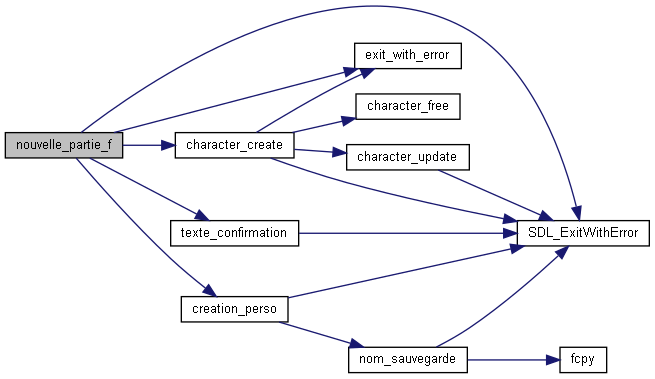 exit_with_error
character_free
nouvelle_partie_f
character_create
character_update
texte_confirmation
SDL_ExitWithError
creation_perso
nom_sauvegarde
fcpy